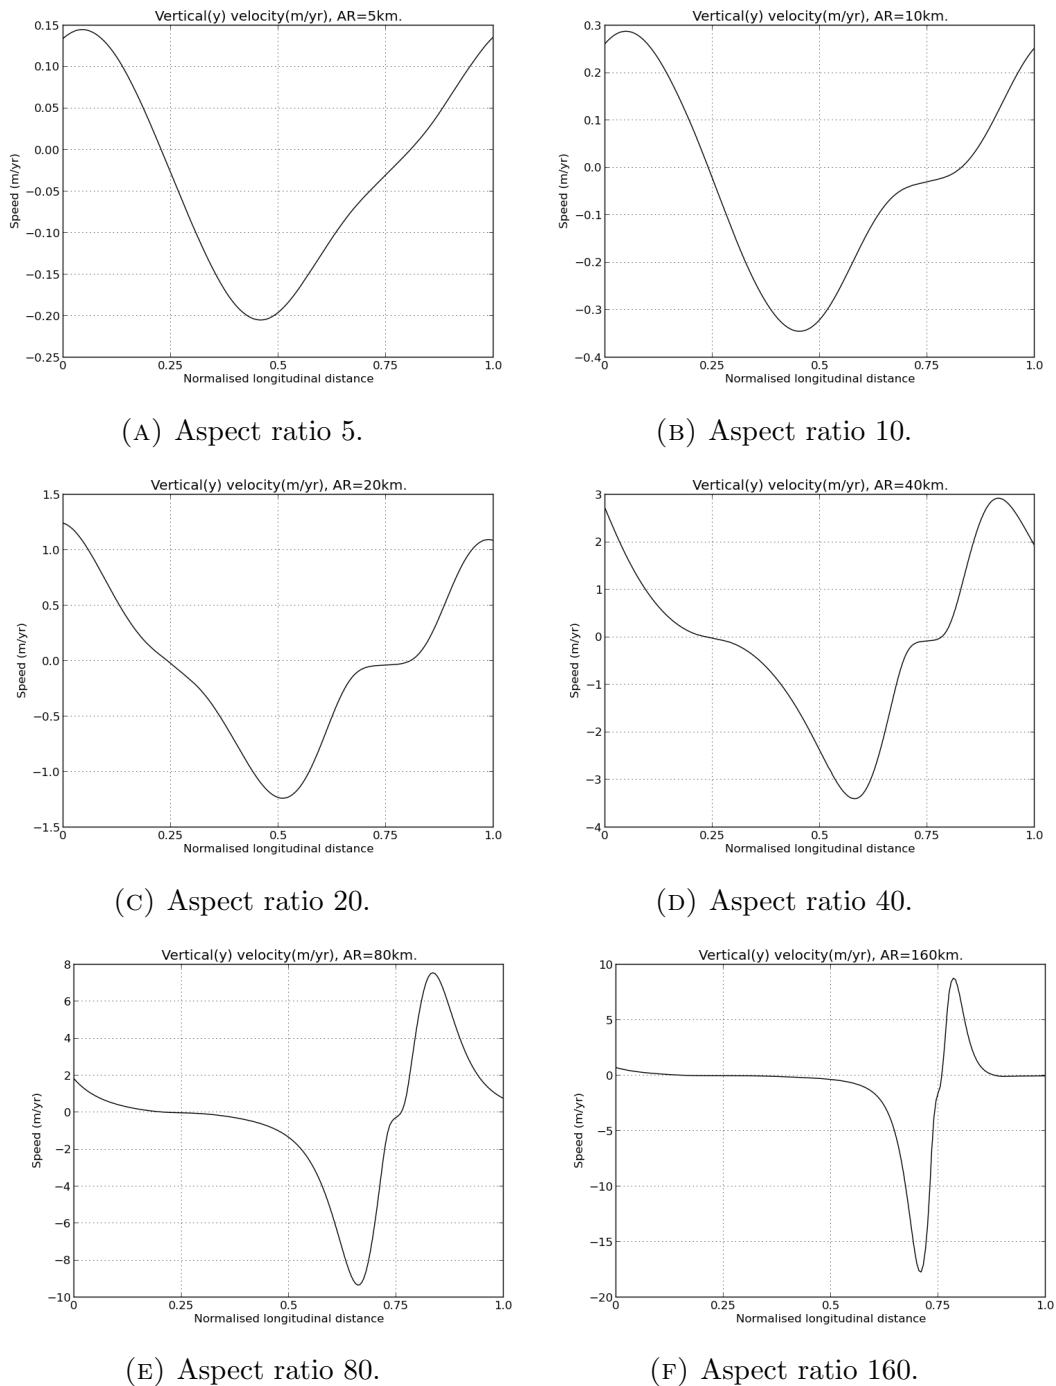 Vertical(y) velocity(m/yr), AR=5km.
0.15
0.10
0.05
0.00
−0.05
−0.10
−0.15
−0.20
−0.25
Speed (m/yr)
0 0.25 0.5 0.75 1.0
Normalised longitudinal distance
(A) Aspect ratio 5.
Vertical(y) velocity(m/yr), AR=10km.
0.3
0.2
0.1
0.0
−0.1
−0.2
−0.3
−0.4
Speed (m/yr)
0 0.25 0.5 0.75 1.0
Normalised longitudinal distance
(B) Aspect ratio 10.
Vertical(y) velocity(m/yr), AR=20km.
1.5
1.0
0.5
0.0
−0.5
−1.0
−1.5
Speed (m/yr)
0 0.25 0.5 0.75 1.0
Normalised longitudinal distance
(C) Aspect ratio 20.
Vertical(y) velocity(m/yr), AR=40km.
3
2
1
0
−1
−2
−3
−4
Speed (m/yr)
0 0.25 0.5 0.75 1.0
Normalised longitudinal distance
(D) Aspect ratio 40.
Vertical(y) velocity(m/yr), AR=80km.
8
6
4
2
0
−2
−4
−6
−8
−10
Speed (m/yr)
0 0.25 0.5 0.75 1.0
Normalised longitudinal distance
(E) Aspect ratio 80.
Vertical(y) velocity(m/yr), AR=160km.
10
5
0
−5
−10
−15
−20
Speed (m/yr)
0 0.25 0.5 0.75 1.0
Normalised longitudinal distance
(F) Aspect ratio 160.